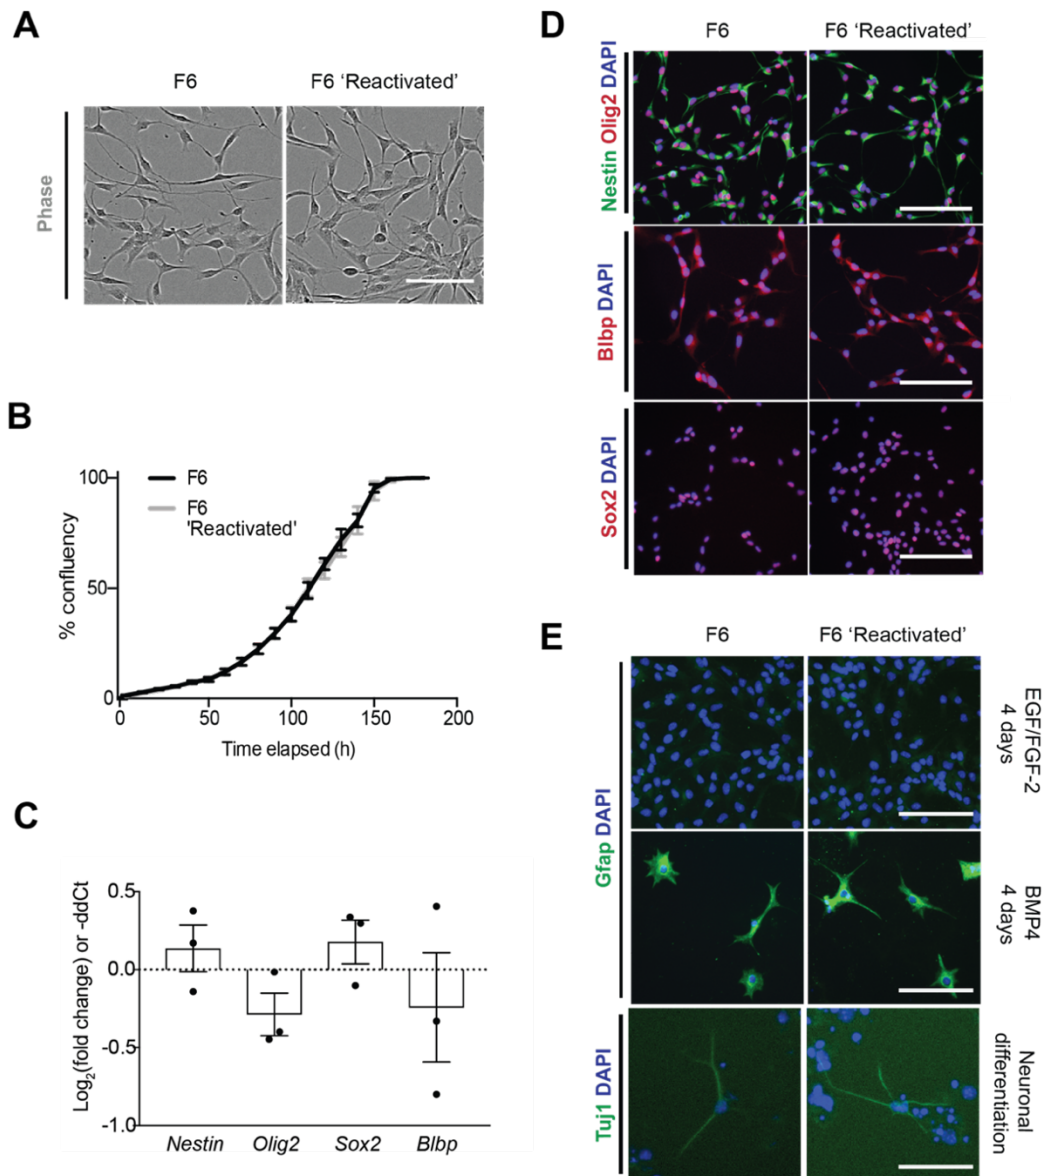 A
F6
F6 ‘Reactivated’
Phase
B
100
50
0
% confluency
F6
F6
'Reactivated'
0
50
100
150
200
Time elapsed (h)
C
Log2(fold change) or -ddCt
0.5
0.0
-0.5
-1.0
Nestin
Olig2
Sox2
Blbp
D
F6
F6 ‘Reactivated’
Nestin Olig2 DAPI
Blbp DAPI
Sox2 DAPI
E
F6
F6 ‘Reactivated’
Gfap DAPI
EGF/FGF-2
4 days
BMP4
4 days
Tuj1 DAPI
Neuronal
differentiation